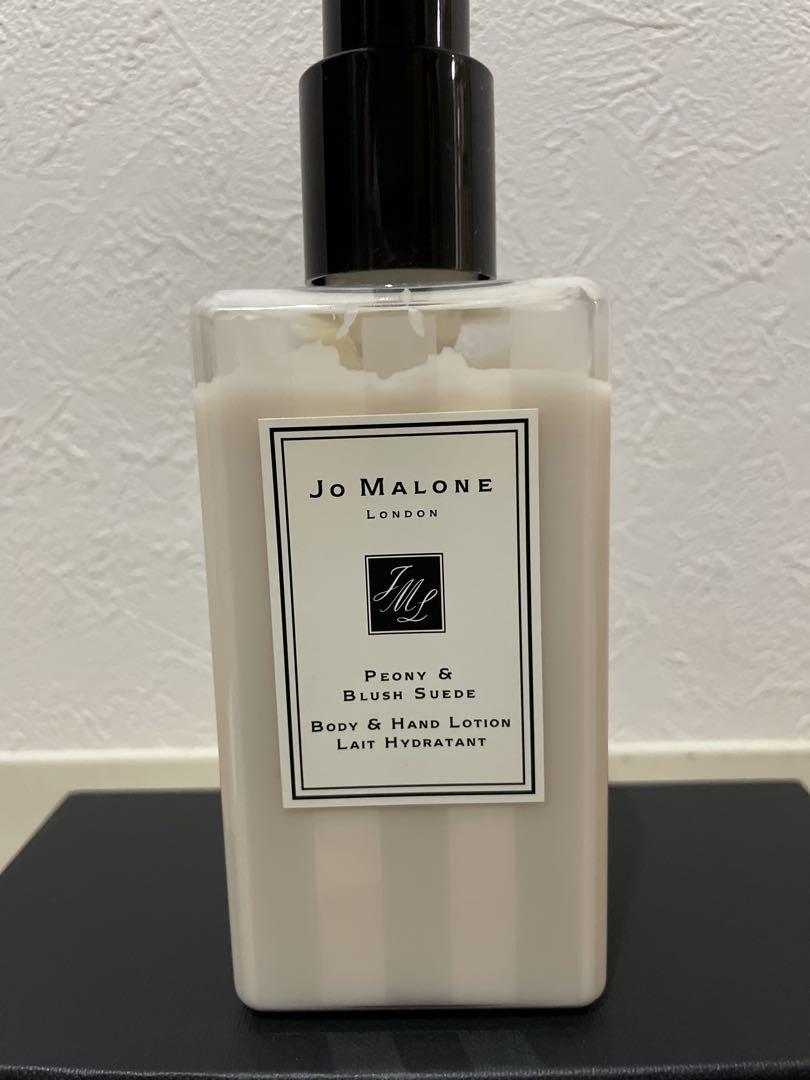 Jo Malone
London
JML
Peony &
Blush Suede
Body & Hand Lotion
Lait Hydratant